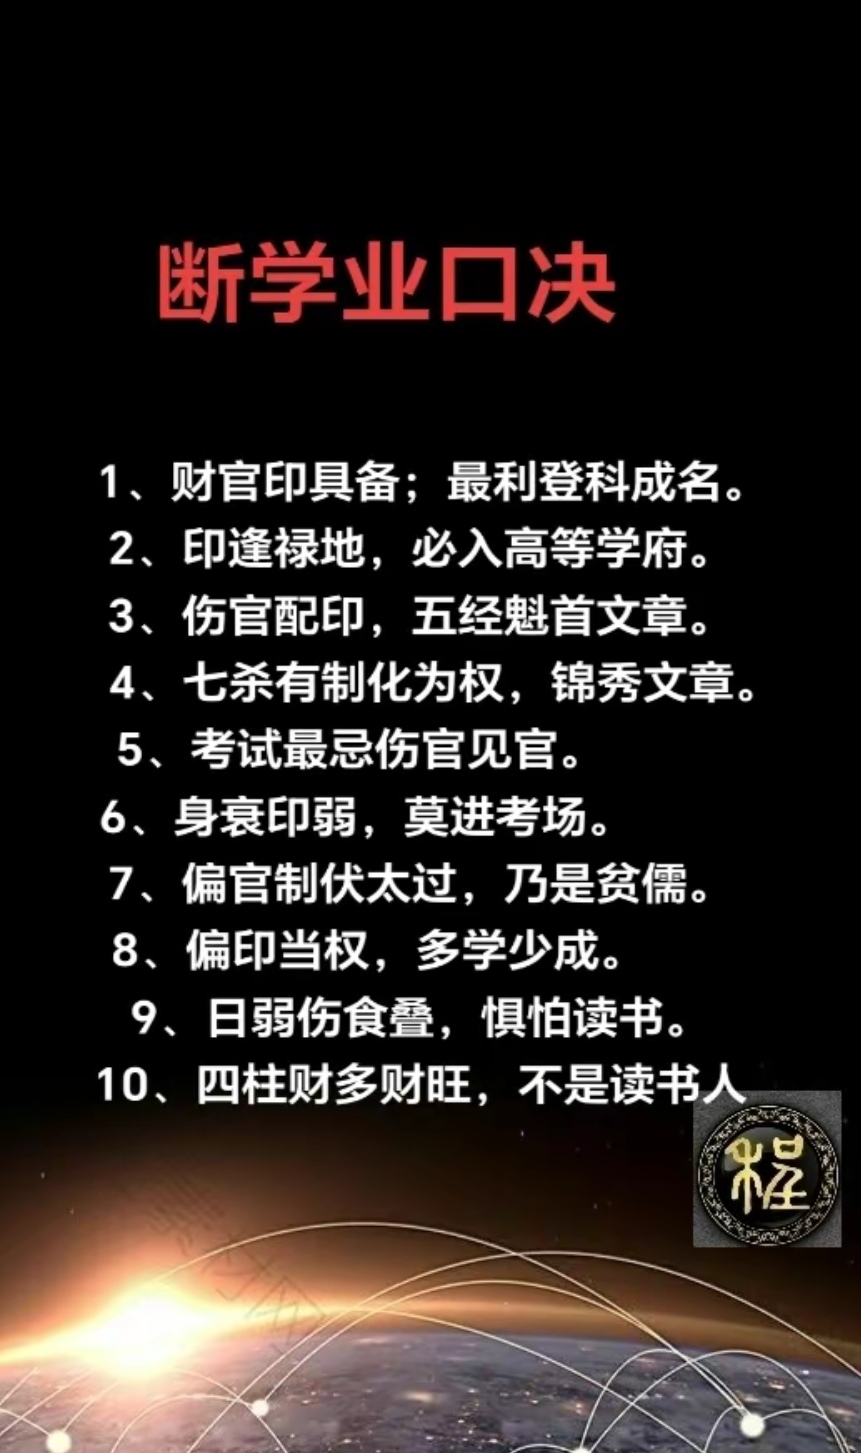 断学业口决
1、财官印具备；最利登科成名。
2、印逢禄地，必入高等学府。
3、伤官配印，五经魁首文章。
4、七杀有制化为权，锦秀文章。
5、考试最忌伤官见官。
6、身衰印弱，莫进考场。
7、偏官制伏太过，乃是贫儒。
8、偏印当权，多学少成。
9、日弱伤食叠，惧怕读书。
10、四柱财多财旺，不是读书人
程